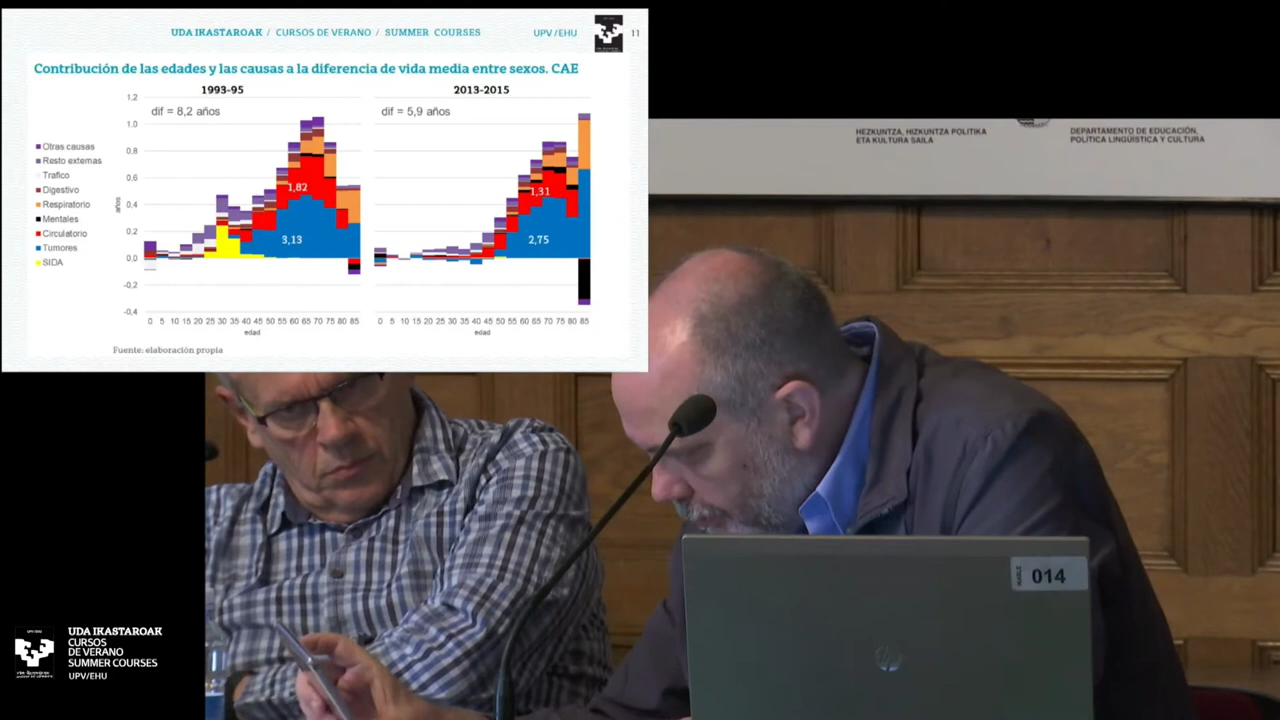 UDA IKASTAROAK / CURSOS DE VERANO / SUMMER COURSES UPV/EHU 11
Contribución de las edades y las causas a la diferencia de vida media entre sexos. CAE
1993-95
2013-2015
dif = 8,2 años
dif = 5,9 años
1,2
1,0
0,8
0,6
0,4
0,2
0,0
-0,2
-0,4
años
Otras causas
Resto externas
Trafico
Digestivo
Respiratorio
Mentales
Circulatorio
Tumores
SIDA
1,82
3,13
1,31
2,75
0 5 10 15 20 25 30 35 40 45 50 55 60 65 70 75 80 85
edad
0 5 10 15 20 25 30 35 40 45 50 55 60 65 70 75 80 85
edad
Fuente: elaboración propia
HEZKUNTZA, HIZKUNTZA POLITIKA
ETA KULTURA SAILA
DEPARTAMENTO DE EDUCACIÓN,
POLÍTICA LINGÜÍSTICA Y CULTURA
014
hp
UDA IKASTAROAK
CURSOS
DE VERANO
SUMMER COURSES
UPV/EHU